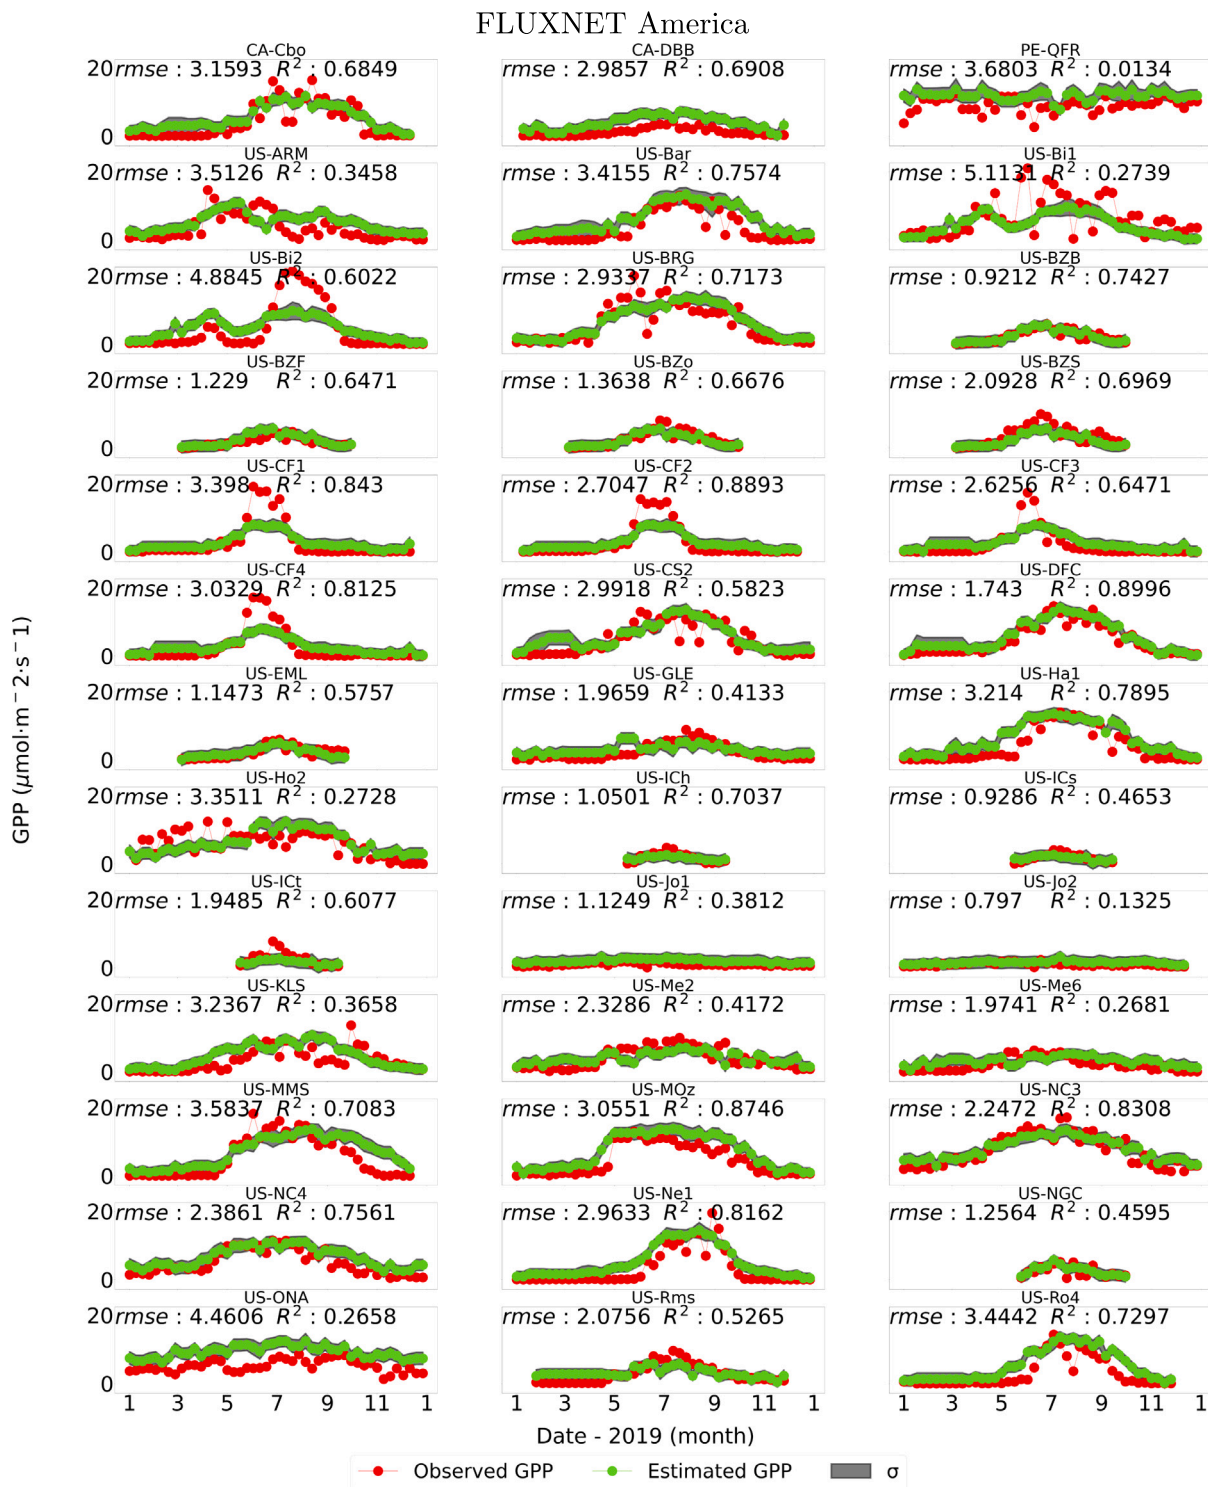 FLUXNET America
CA-Cbo CA-DBB PE-QFR
20 rmse : 3.1593 R² : 0.6849 rmse : 2.9857 R² : 0.6908 rmse : 3.6803 R² : 0.0134
0
US-ARM US-Bar US-Bi1
20 rmse : 3.5126 R² : 0.3458 rmse : 3.4155 R² : 0.7574 rmse : 5.1131 R² : 0.2739
0
US-Bi2 US-BRG US-BZB
20 rmse : 4.8845 R² : 0.6022 rmse : 2.9337 R² : 0.7173 rmse : 0.9212 R² : 0.7427
0
US-BZF US-BZo US-BZS
20 rmse : 1.229 R² : 0.6471 rmse : 1.3638 R² : 0.6676 rmse : 2.0928 R² : 0.6969
0
US-CF1 US-CF2 US-CF3
20 rmse : 3.398 R² : 0.843 rmse : 2.7047 R² : 0.8893 rmse : 2.6256 R² : 0.6471
0
US-CF4 US-CS2 US-DFC
20 rmse : 3.0329 R² : 0.8125 rmse : 2.9918 R² : 0.5823 rmse : 1.743 R² : 0.8996
0
US-EML US-GLE US-Ha1
20 rmse : 1.1473 R² : 0.5757 rmse : 1.9659 R² : 0.4133 rmse : 3.214 R² : 0.7895
0
US-Ho2 US-ICh US-ICs
20 rmse : 3.3511 R² : 0.2728 rmse : 1.0501 R² : 0.7037 rmse : 0.9286 R² : 0.4653
0
US-ICt US-Jo1 US-Jo2
20 rmse : 1.9485 R² : 0.6077 rmse : 1.1249 R² : 0.3812 rmse : 0.797 R² : 0.1325
0
US-KLS US-Me2 US-Me6
20 rmse : 3.2367 R² : 0.3658 rmse : 2.3286 R² : 0.4172 rmse : 1.9741 R² : 0.2681
0
US-MMS US-MOz US-NC3
20 rmse : 3.5837 R² : 0.7083 rmse : 3.0551 R² : 0.8746 rmse : 2.2472 R² : 0.8308
0
US-NC4 US-Ne1 US-NGC
20 rmse : 2.3861 R² : 0.7561 rmse : 2.9633 R² : 0.8162 rmse : 1.2564 R² : 0.4595
0
US-ONA US-Rms US-Ro4
20 rmse : 4.4606 R² : 0.2658 rmse : 2.0756 R² : 0.5265 rmse : 3.4442 R² : 0.7297
0
1 3 5 7 9 11 1 1 3 5 7 9 11 1 1 3 5 7 9 11 1
GPP (μmol·m⁻2·s⁻1)
Date - 2019 (month)
Observed GPP Estimated GPP σ